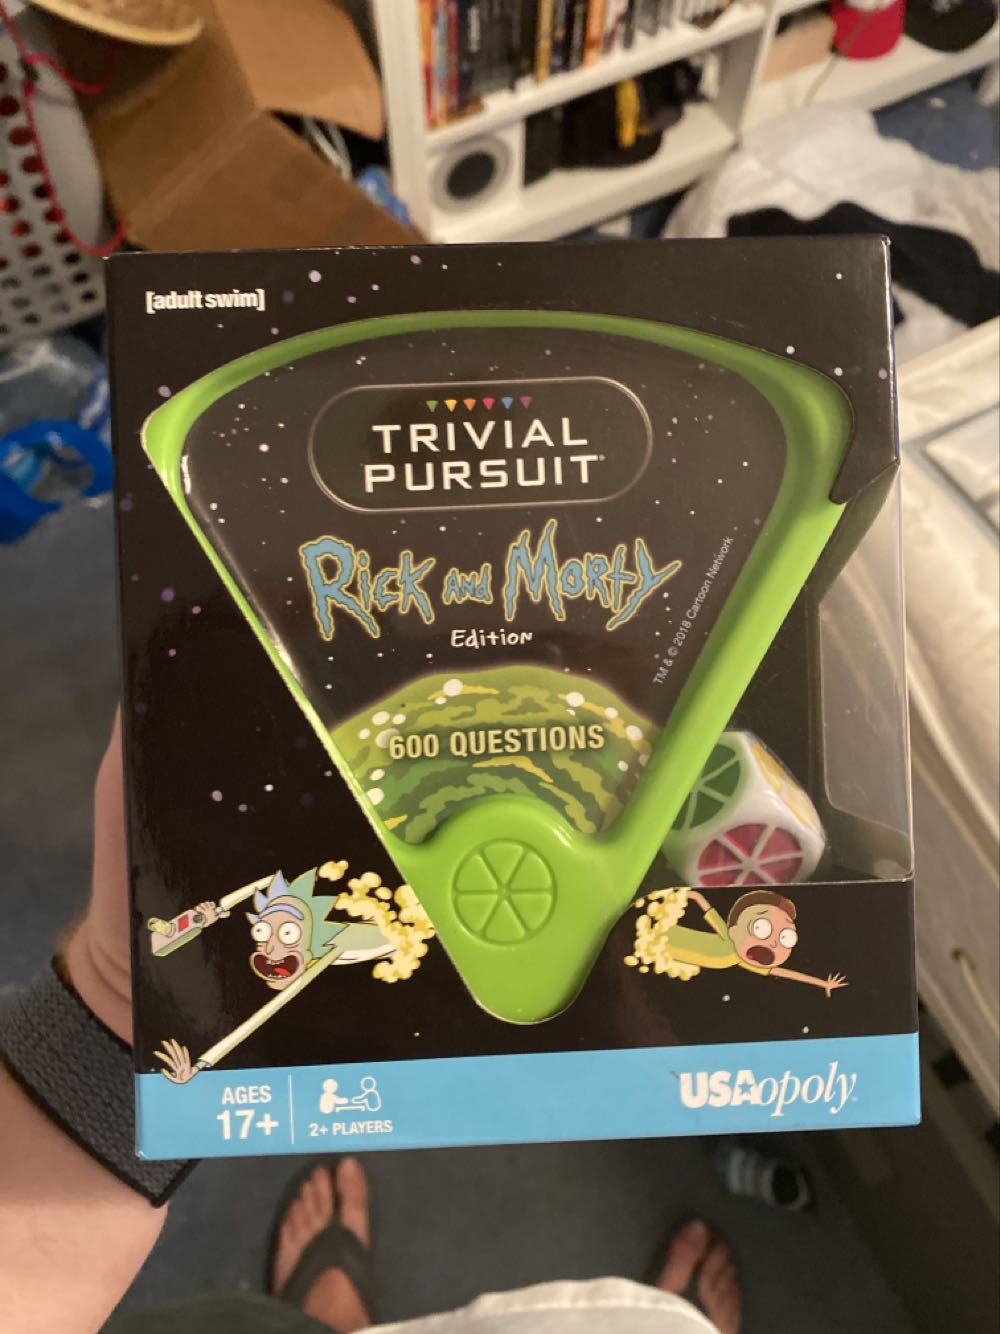 [adult swim]
TRIVIAL
PURSUIT
RICK AND MORTY
Edition
TM & © 2018 Cartoon Network
600 QUESTIONS
AGES
17+
2+ PLAYERS
USAopoly